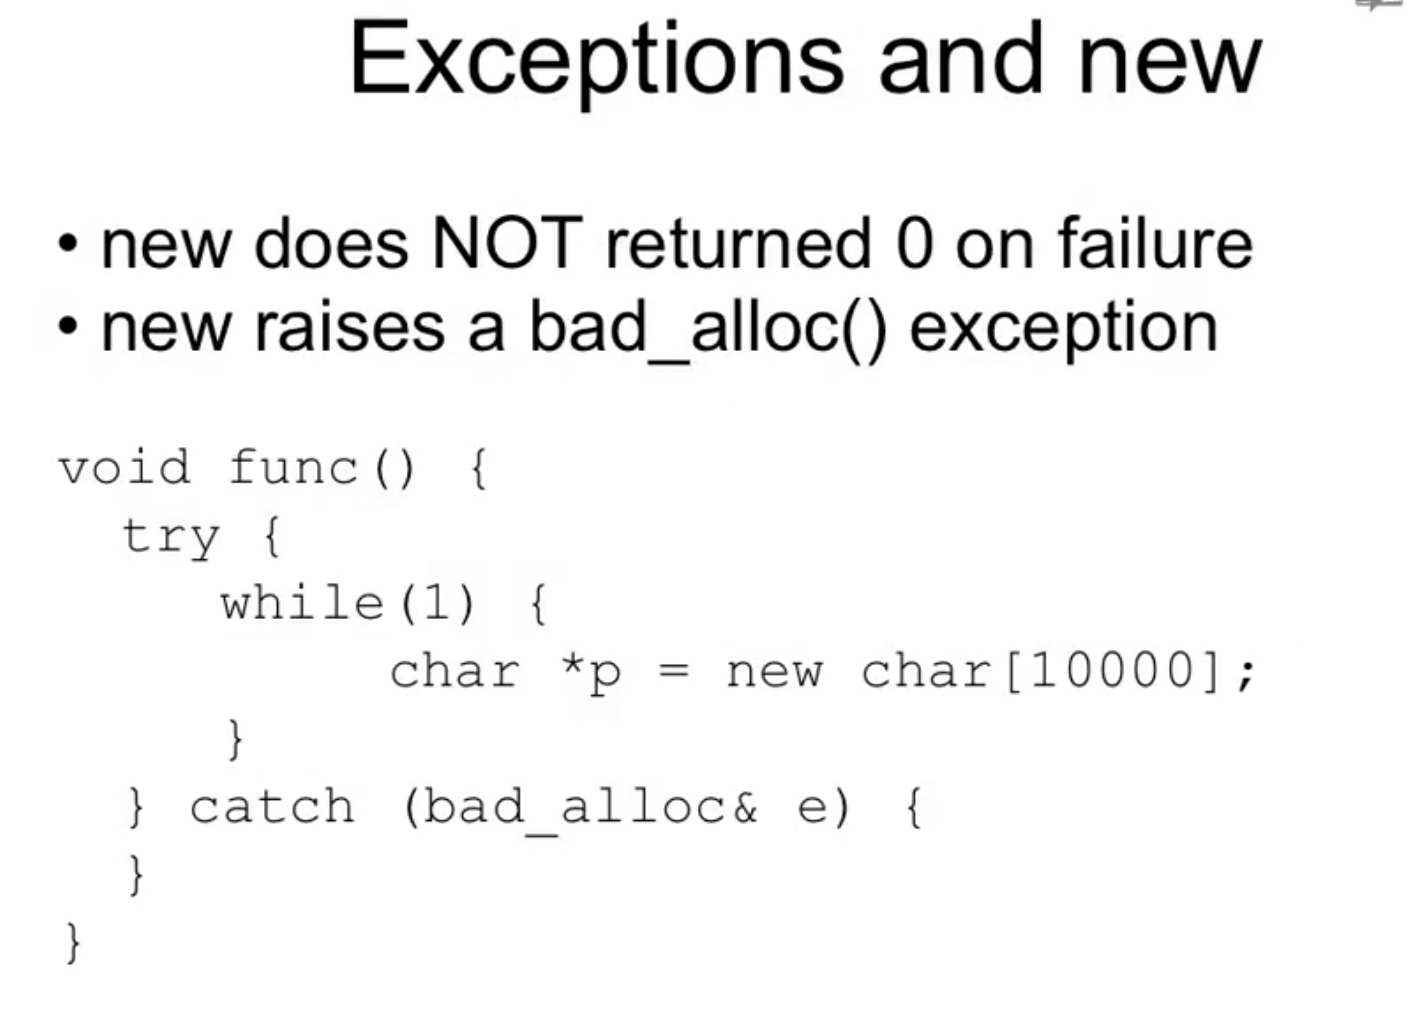 Exceptions and new
• new does NOT returned 0 on failure
• new raises a bad_alloc() exception
void func() {
try {
while(1) {
char *p = new char[10000];
}
} catch (bad_alloc& e) {
}
}